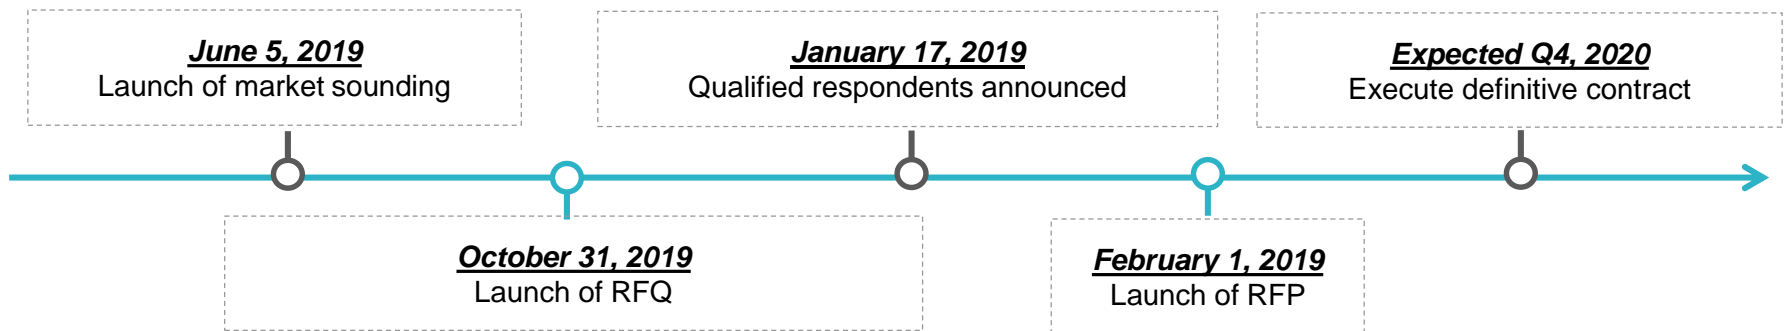 June 5, 2019
Launch of market sounding
October 31, 2019
Launch of RFQ
January 17, 2019
Qualified respondents announced
February 1, 2019
Launch of RFP
Expected Q4, 2020
Execute definitive contract